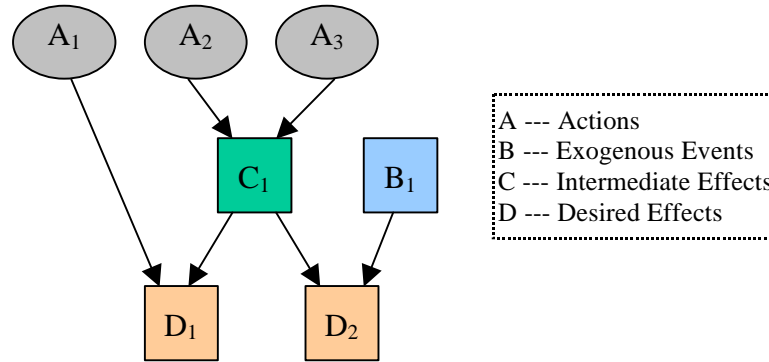 A₁ A₂ A₃
C₁ B₁
D₁ D₂
A --- Actions
B --- Exogenous Events
C --- Intermediate Effects
D --- Desired Effects